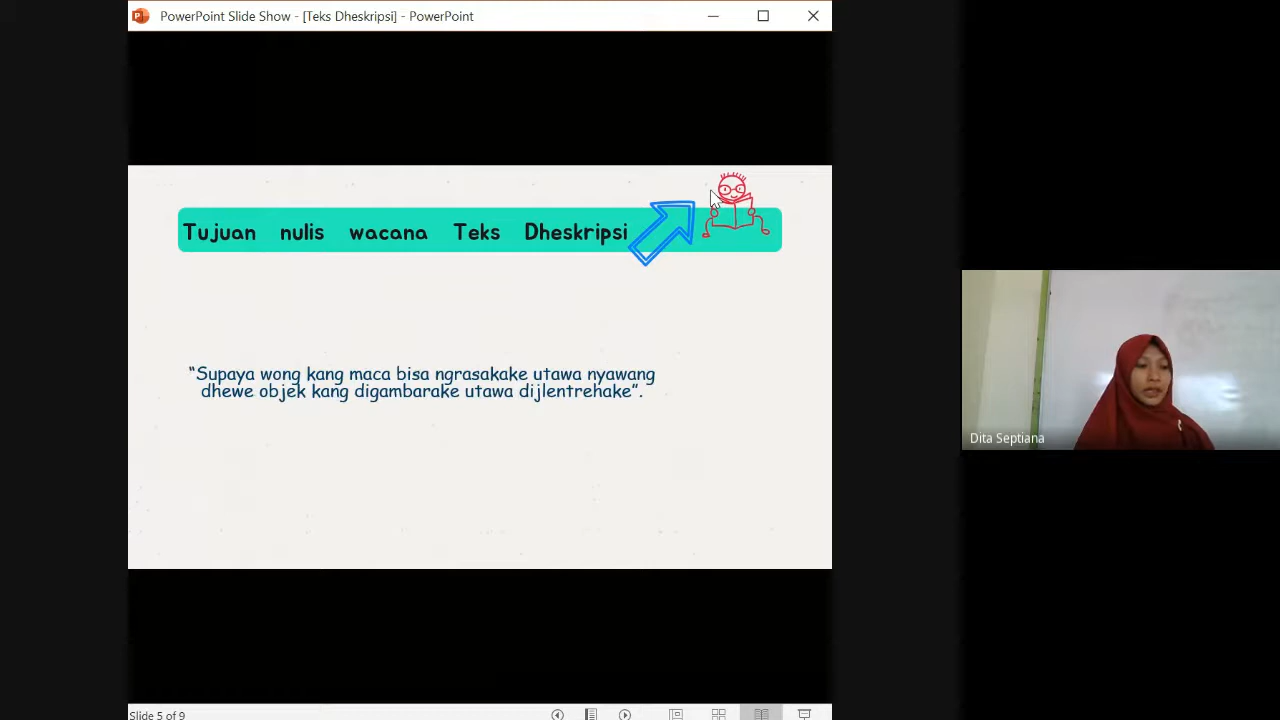 PowerPoint Slide Show - [Teks Dheskripsi] - PowerPoint
Tujuan nulis wacana Teks Dheskripsi
“Supaya wong kang maca bisa ngrasakake utawa nyawang
dhewe objek kang digambarake utawa dijlentrehake”.
Dita Septiana
Slide 5 of 9